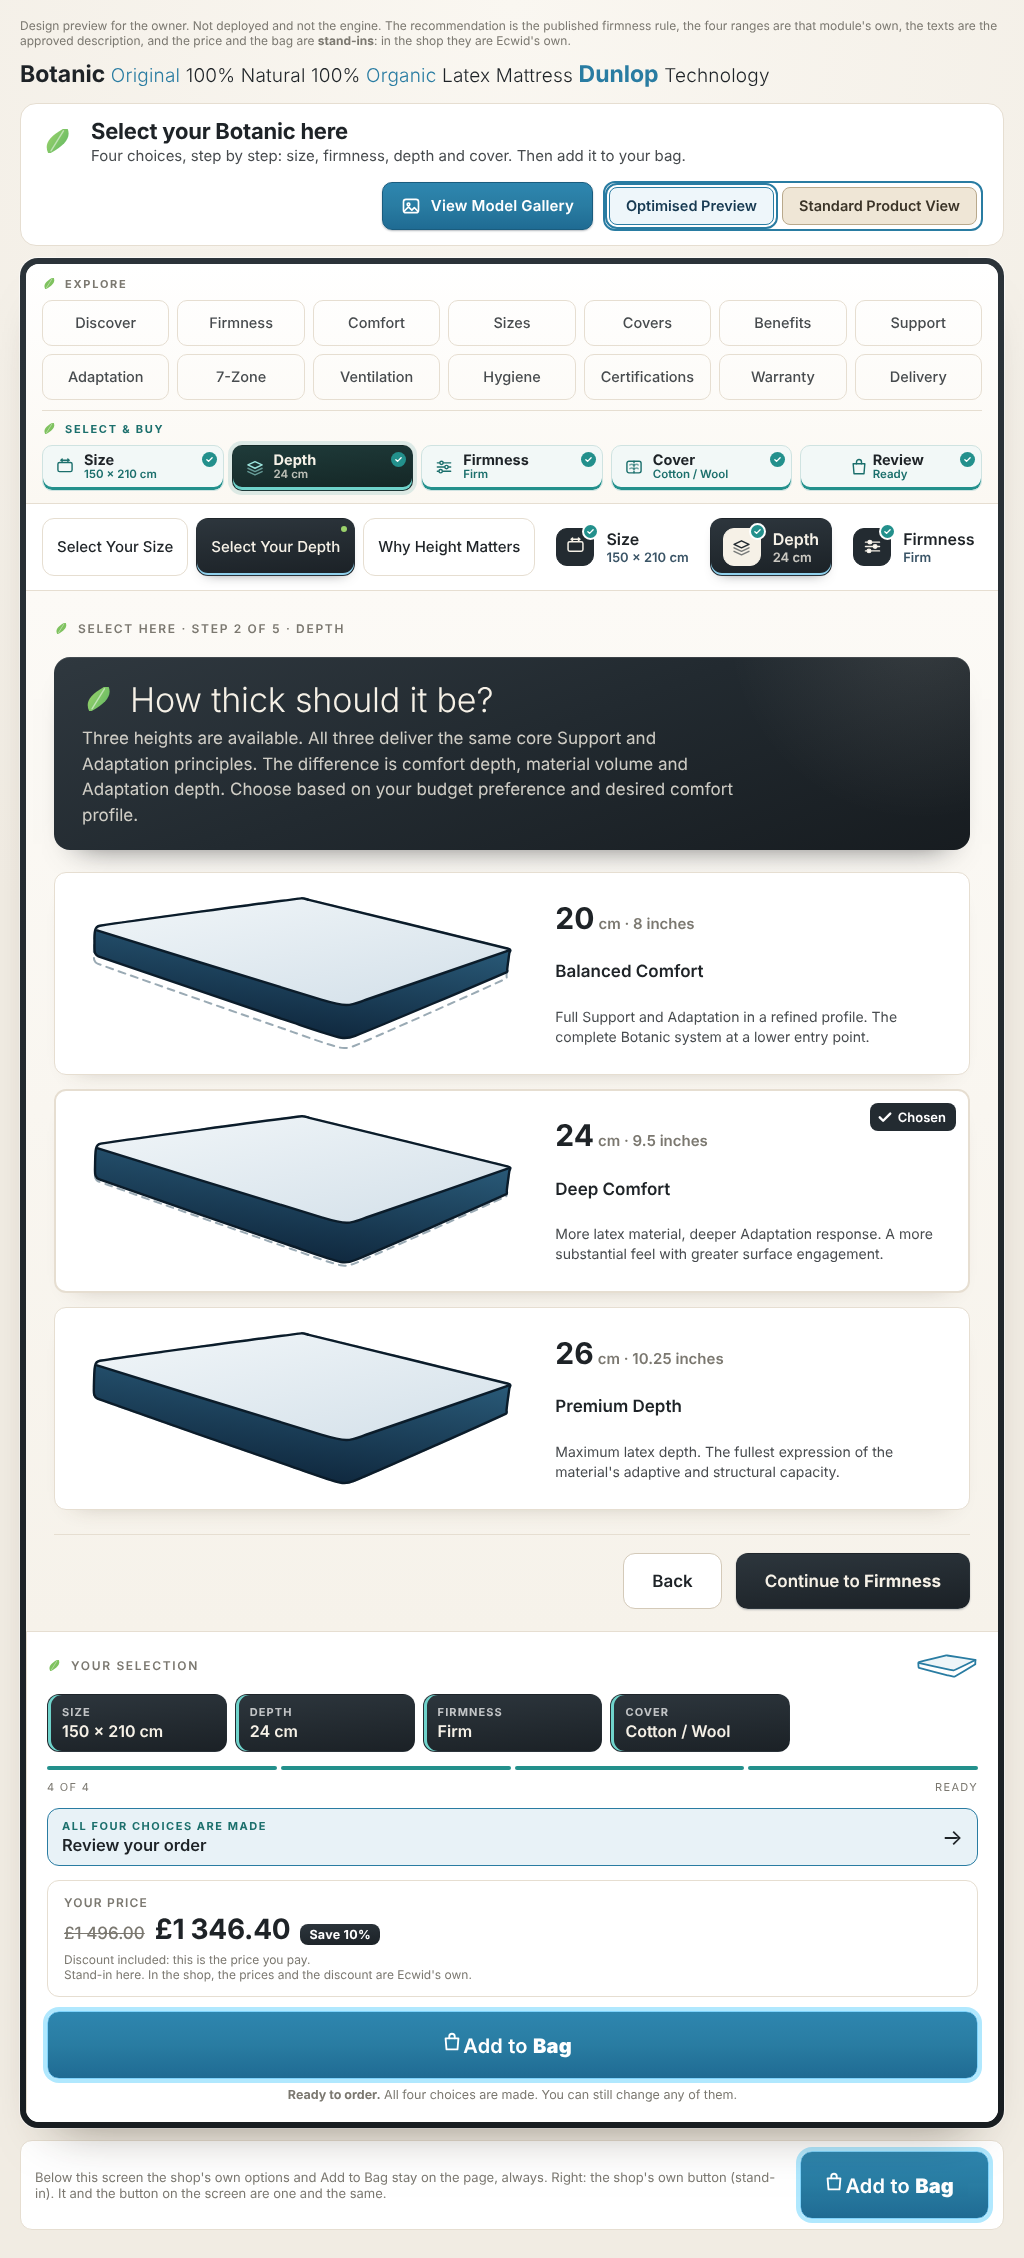 Design preview for the owner. Not deployed and not the engine. The recommendation is the published firmness rule, the four ranges are that module's own, the texts are the
approved description, and the price and the bag are stand-ins: in the shop they are Ecwid's own.
Botanic Original 100% Natural 100% Organic Latex Mattress Dunlop Technology
Select your Botanic here
Four choices, step by step: size, firmness, depth and cover. Then add it to your bag.
View Model Gallery
Optimised Preview
Standard Product View
EXPLORE
Discover
Firmness
Comfort
Sizes
Covers
Benefits
Support
Adaptation
7-Zone
Ventilation
Hygiene
Certifications
Warranty
Delivery
SELECT & BUY
Size
150 × 210 cm
Depth
24 cm
Firmness
Firm
Cover
Cotton / Wool
Review
Ready
Select Your Size
Select Your Depth
Why Height Matters
Size
150 × 210 cm
Depth
24 cm
Firmness
Firm
SELECT HERE · STEP 2 OF 5 · DEPTH
How thick should it be?
Three heights are available. All three deliver the same core Support and
Adaptation principles. The difference is comfort depth, material volume and
Adaptation depth. Choose based on your budget preference and desired comfort
profile.
20 cm · 8 inches
Balanced Comfort
Full Support and Adaptation in a refined profile. The
complete Botanic system at a lower entry point.
Chosen
24 cm · 9.5 inches
Deep Comfort
More latex material, deeper Adaptation response. A more
substantial feel with greater surface engagement.
26 cm · 10.25 inches
Premium Depth
Maximum latex depth. The fullest expression of the
material's adaptive and structural capacity.
Back
Continue to Firmness
YOUR SELECTION
SIZE
150 × 210 cm
DEPTH
24 cm
FIRMNESS
Firm
COVER
Cotton / Wool
4 OF 4
READY
ALL FOUR CHOICES ARE MADE
Review your order
YOUR PRICE
£1 496.00 £1 346.40 Save 10%
Discount included: this is the price you pay.
Stand-in here. In the shop, the prices and the discount are Ecwid's own.
Add to Bag
Ready to order. All four choices are made. You can still change any of them.
Below this screen the shop's own options and Add to Bag stay on the page, always. Right: the shop's own button (stand-
in). It and the button on the screen are one and the same.
Add to Bag